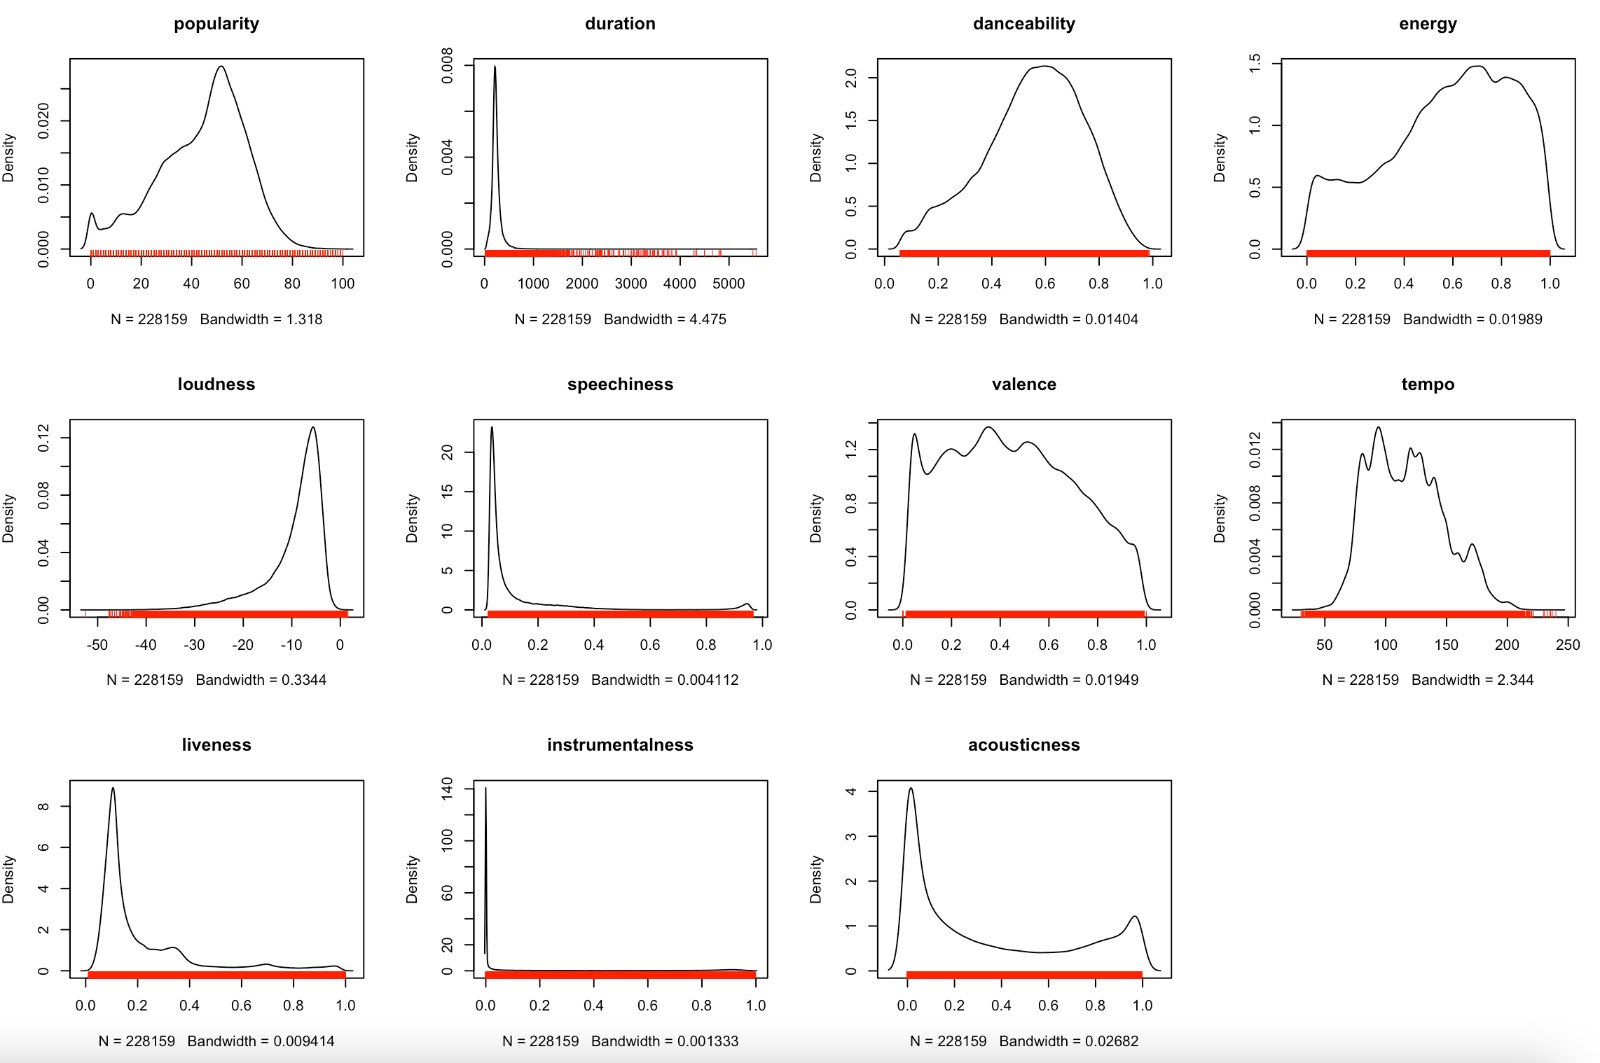 popularity
Density
0.000 0.010 0.020
0 20 40 60 80 100
N = 228159 Bandwidth = 1.318
duration
Density
0.000 0.004 0.008
0 1000 2000 3000 4000 5000
N = 228159 Bandwidth = 4.475
danceability
Density
0.0 0.5 1.0 1.5 2.0
0.0 0.2 0.4 0.6 0.8 1.0
N = 228159 Bandwidth = 0.01404
energy
Density
0.0 0.5 1.0 1.5
0.0 0.2 0.4 0.6 0.8 1.0
N = 228159 Bandwidth = 0.01989
loudness
Density
0.00 0.04 0.08 0.12
-50 -40 -30 -20 -10 0
N = 228159 Bandwidth = 0.3344
speechiness
Density
0 5 10 15 20
0.0 0.2 0.4 0.6 0.8 1.0
N = 228159 Bandwidth = 0.004112
valence
Density
0.0 0.4 0.8 1.2
0.0 0.2 0.4 0.6 0.8 1.0
N = 228159 Bandwidth = 0.01949
tempo
Density
0.000 0.004 0.008 0.012
50 100 150 200 250
N = 228159 Bandwidth = 2.344
liveness
Density
0 2 4 6 8
0.0 0.2 0.4 0.6 0.8 1.0
N = 228159 Bandwidth = 0.009414
instrumentalness
Density
0 20 60 100 140
0.0 0.2 0.4 0.6 0.8 1.0
N = 228159 Bandwidth = 0.001333
acousticness
Density
0 1 2 3 4
0.0 0.2 0.4 0.6 0.8 1.0
N = 228159 Bandwidth = 0.02682